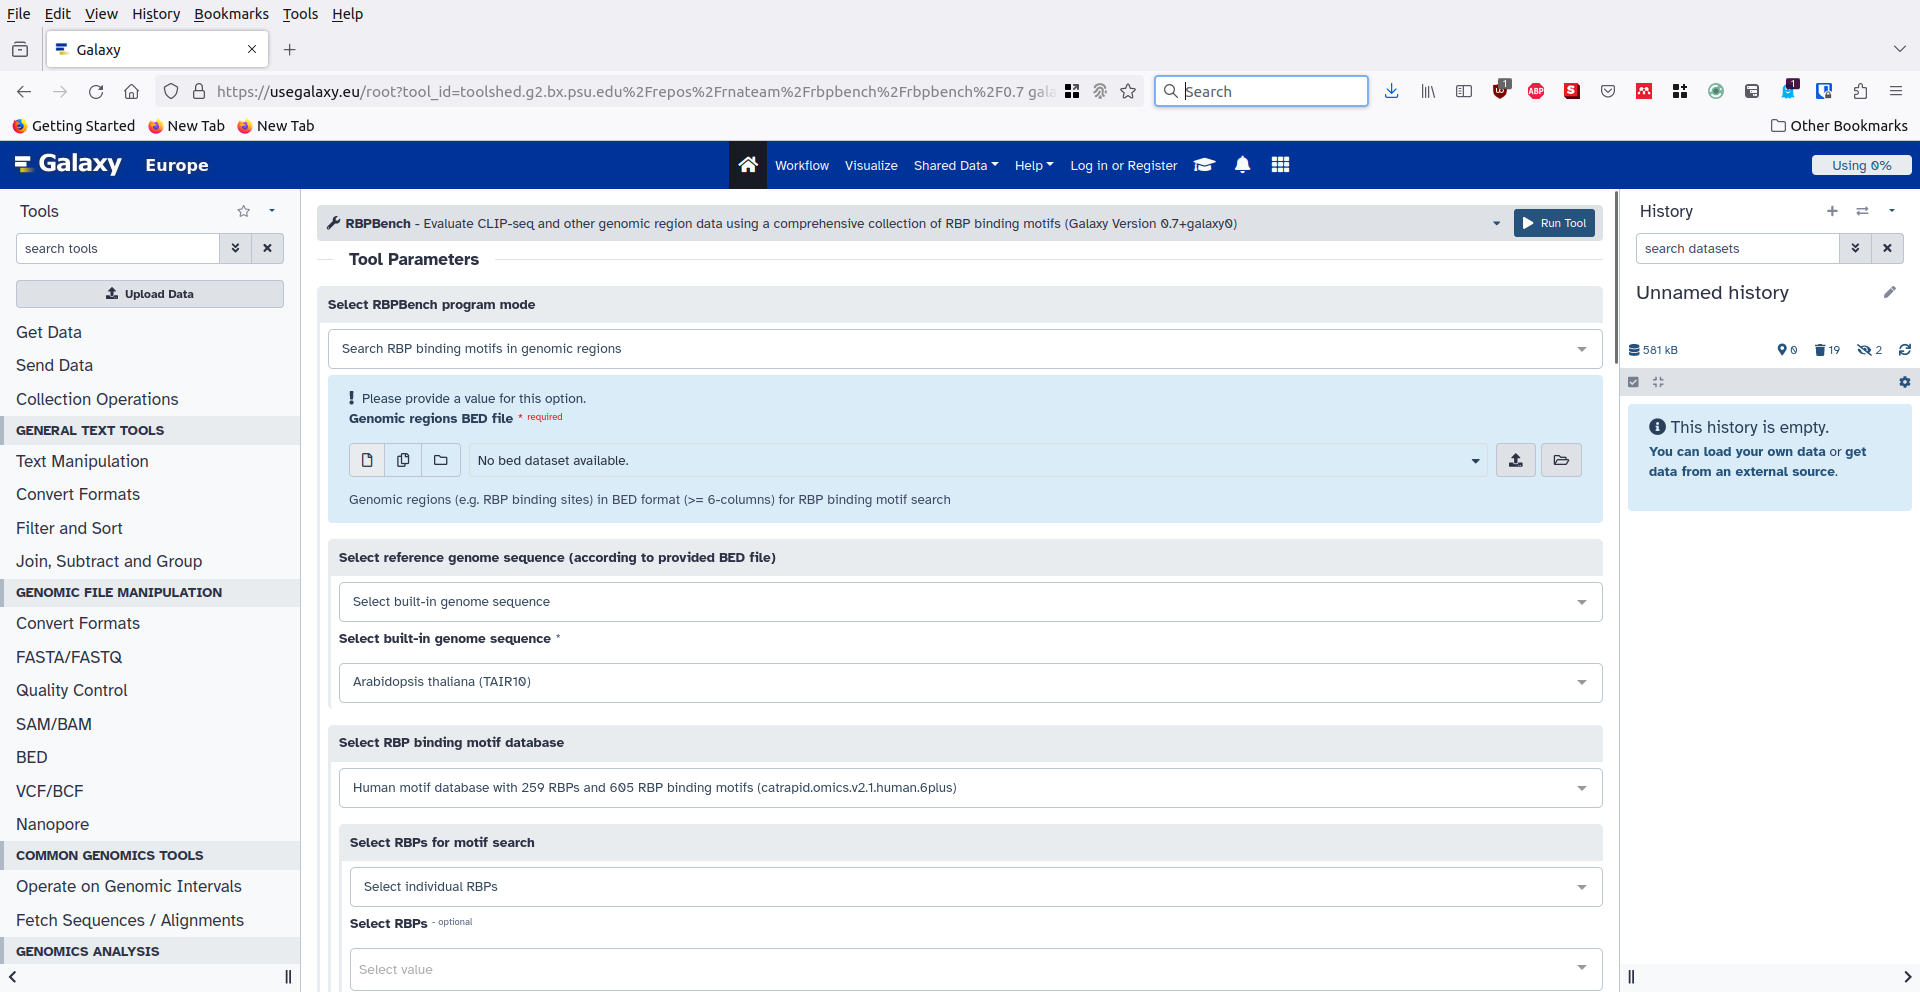 File Edit View History Bookmarks Tools Help
Galaxy
https://usegalaxy.eu/root?tool_id=toolshed.g2.bx.psu.edu%2Frepos%2Frnateam%2Frbpbench%2Frbpbench%2F0.7 gala
Search
1
ABP
S
1
Getting Started New Tab New Tab Other Bookmarks
Galaxy Europe Workflow Visualize Shared Data Help Log in or Register Using 0%
Tools
search tools
Upload Data
Get Data
Send Data
Collection Operations
GENERAL TEXT TOOLS
Text Manipulation
Convert Formats
Filter and Sort
Join, Subtract and Group
GENOMIC FILE MANIPULATION
Convert Formats
FASTA/FASTQ
Quality Control
SAM/BAM
BED
VCF/BCF
Nanopore
COMMON GENOMICS TOOLS
Operate on Genomic Intervals
Fetch Sequences / Alignments
GENOMICS ANALYSIS
RBPBench - Evaluate CLIP-seq and other genomic region data using a comprehensive collection of RBP binding motifs (Galaxy Version 0.7+galaxy0)
Run Tool
Tool Parameters
Select RBPBench program mode
Search RBP binding motifs in genomic regions
Please provide a value for this option.
Genomic regions BED file * required
No bed dataset available.
Genomic regions (e.g. RBP binding sites) in BED format (>= 6-columns) for RBP binding motif search
Select reference genome sequence (according to provided BED file)
Select built-in genome sequence
Select built-in genome sequence *
Arabidopsis thaliana (TAIR10)
Select RBP binding motif database
Human motif database with 259 RBPs and 605 RBP binding motifs (catrapid.omics.v2.1.human.6plus)
Select RBPs for motif search
Select individual RBPs
Select RBPs - optional
Select value
History
search datasets
Unnamed history
581 kB 0 19 2
This history is empty.
You can load your own data or get
data from an external source.